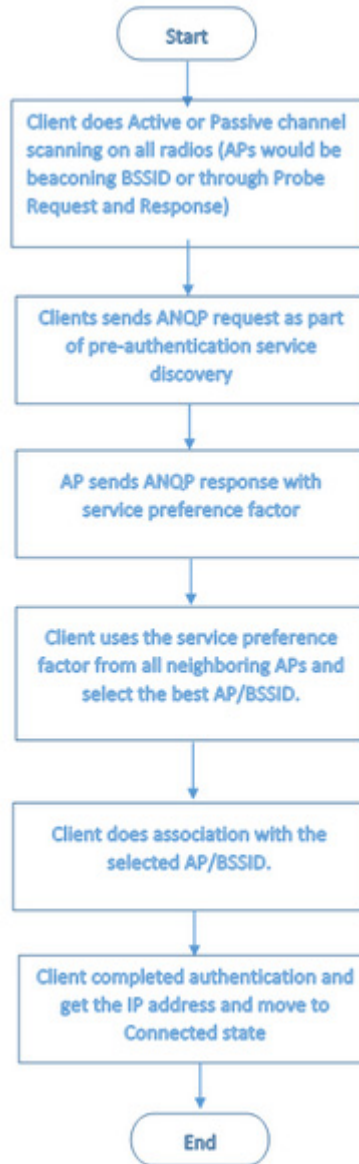 Start
Client does Active or Passive channel
scanning on all radios (APs would be
beaconing BSSID or through Probe
Request and Response)
Clients sends ANQP request as part
of pre-authentication service
discovery
AP sends ANQP response with
service preference factor
Client uses the service preference
factor from all neighboring APs and
select the best AP/BSSID.
Client does association with the
selected AP/BSSID.
Client completed authentication and
get the IP address and move to
Connected state
End